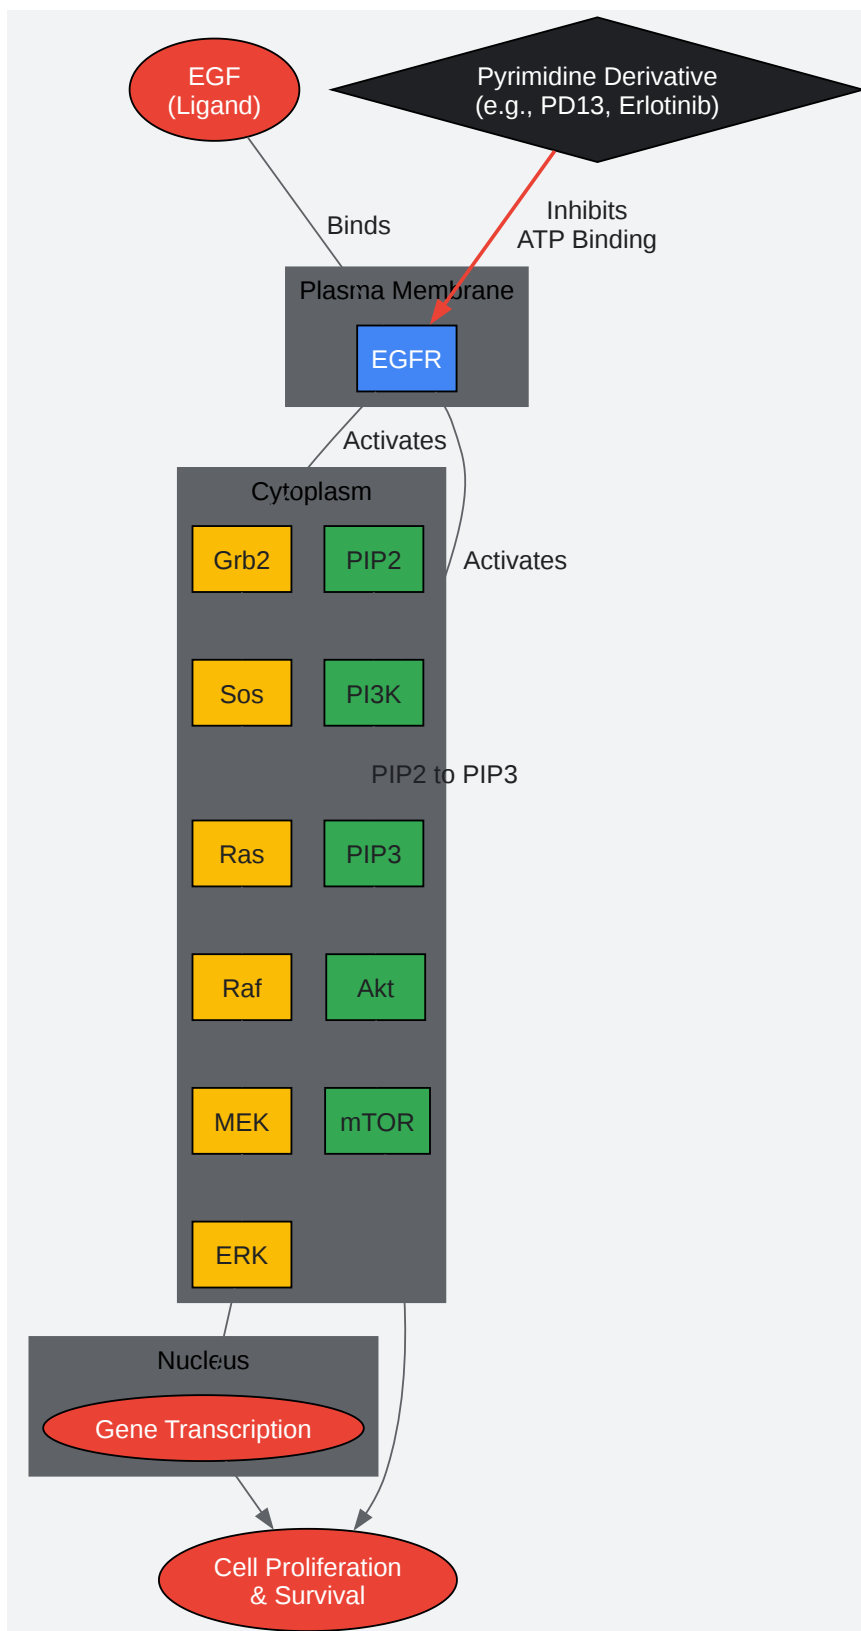 EGF
(Ligand)
Pyrimidine Derivative
(e.g., PD13, Erlotinib)
Binds
Inhibits
ATP Binding
Plasma Membrane
EGFR
Activates
Cytoplasm
Grb2
PIP2
Activates
Sos
PI3K
PIP2 to PIP3
Ras
PIP3
Raf
Akt
MEK
mTOR
ERK
Nucleus
Gene Transcription
Cell Proliferation
& Survival